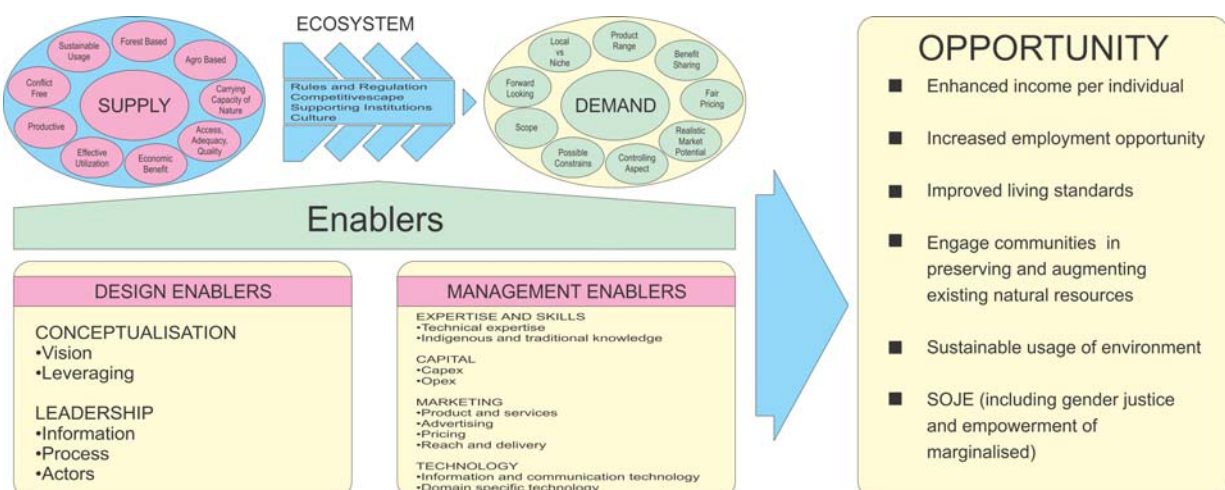 ECOSYSTEM
SUPPLY
Sustainable
Usage
Forest Based
Agro Based
Carrying
Capacity of
Nature
Access,
Adequacy,
Quality
Economic
Benefit
Effective
Utilization
Productive
Conflict
Free
Rules and Regulation
Competitivescape
Supporting Institutions
Culture
DEMAND
Local
vs
Niche
Product
Range
Benefit
Sharing
Fair
Pricing
Realistic
Market
Potential
Controlling
Aspect
Possible
Constrains
Scope
Forward
Looking
Enablers
DESIGN ENABLERS
CONCEPTUALISATION
•Vision
•Leveraging
LEADERSHIP
•Information
•Process
•Actors
MANAGEMENT ENABLERS
EXPERTISE AND SKILLS
•Technical expertise
•Indigenous and traditional knowledge
CAPITAL
•Capex
•Opex
MARKETING
•Product and services
•Advertising
•Pricing
•Reach and delivery
TECHNOLOGY
•Information and communication technology
•Domain specific technology
OPPORTUNITY
■ Enhanced income per individual
■ Increased employment opportunity
■ Improved living standards
■ Engage communities in
preserving and augmenting
existing natural resources
■ Sustainable usage of environment
■ SOJE (including gender justice
and empowerment of
marginalised)